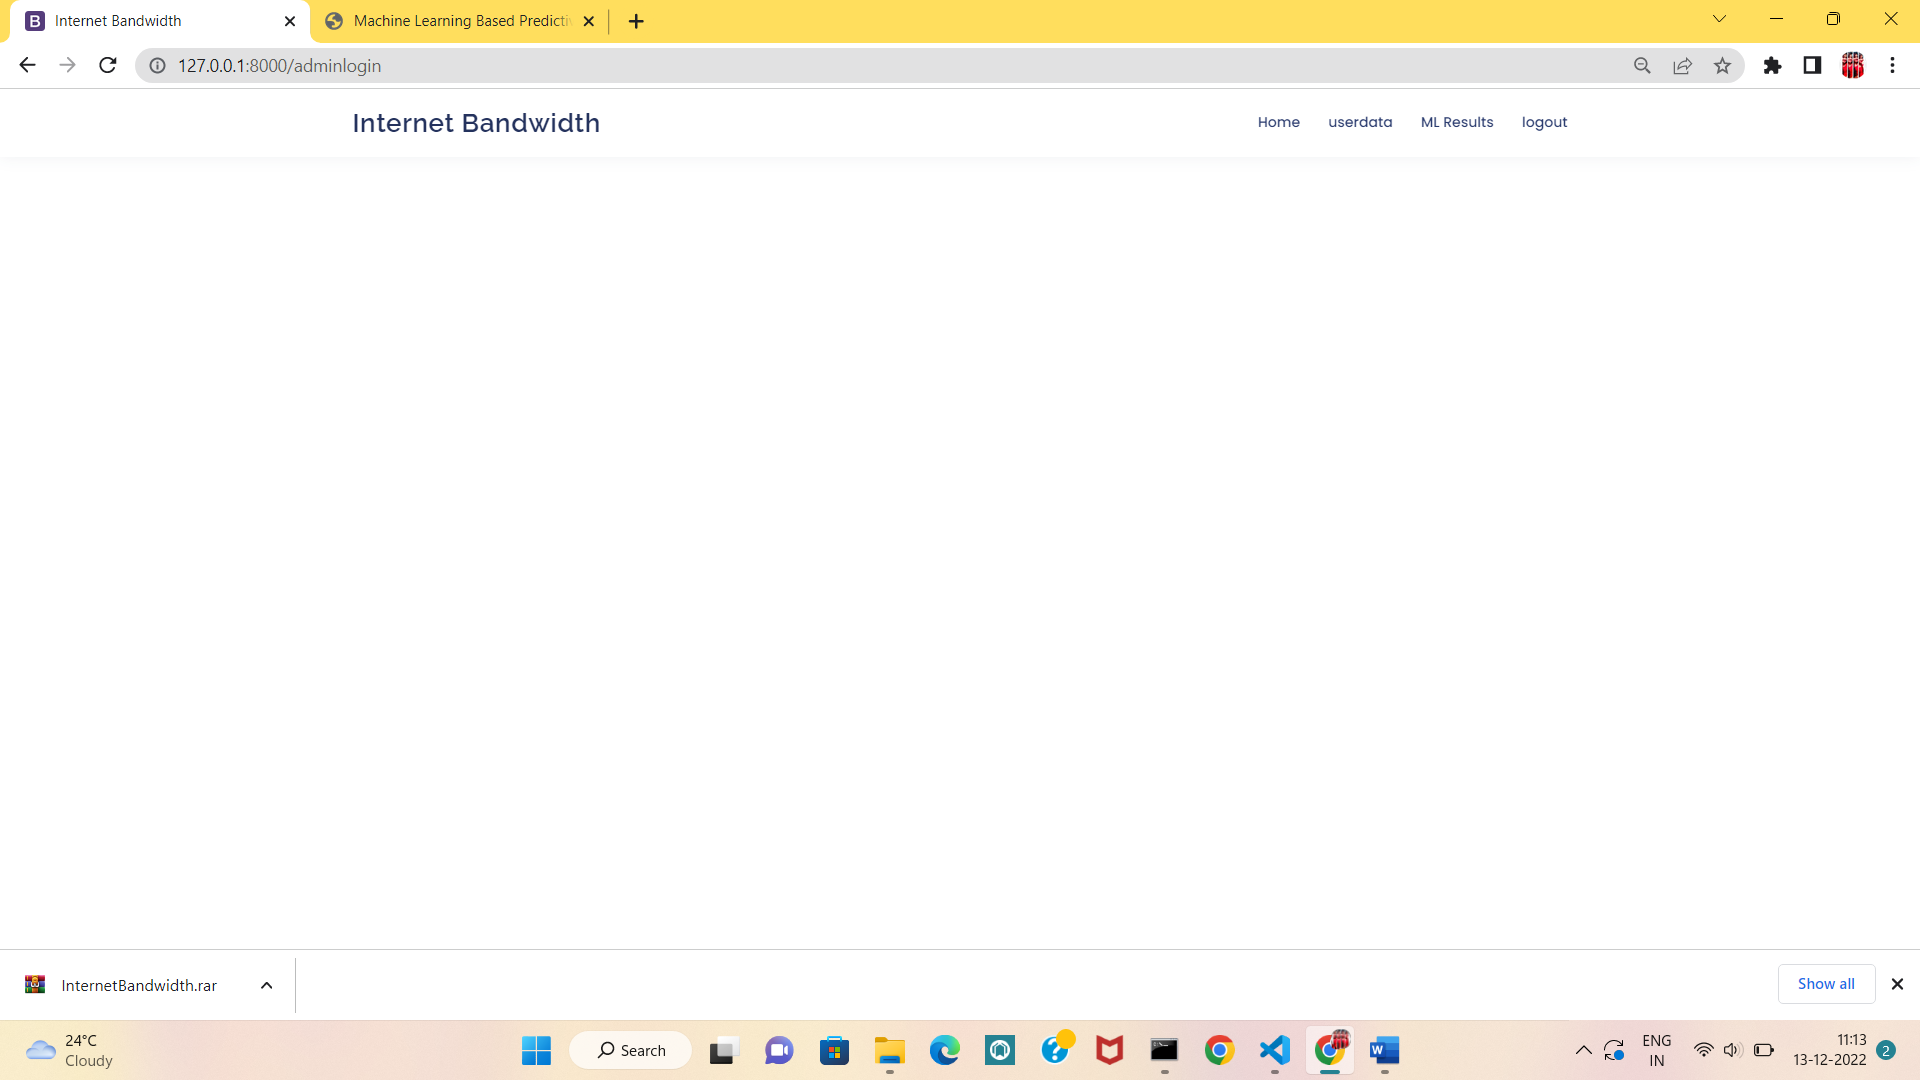 Internet Bandwidth
Machine Learning Based Predicti
127.0.0.1:8000/adminlogin
Internet Bandwidth
Home userdata ML Results logout
InternetBandwidth.rar
Show all
24°C
Cloudy
Search
ENG
IN
11:13
13-12-2022
2